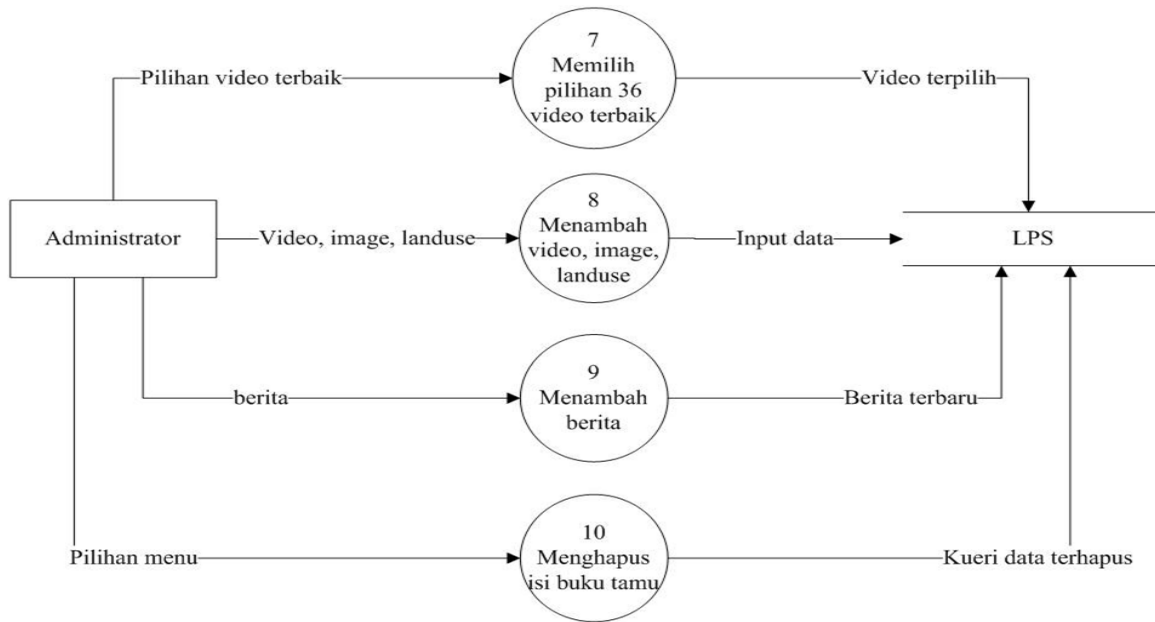 7
Memilih
pilihan 36
video terbaik
Pilihan video terbaik
Video terpilih
8
Menambah
video, image,
landuse
Administrator
Video, image, landuse
Input data
LPS
9
Menambah
berita
berita
Berita terbaru
10
Menghapus
isi buku tamu
Pilihan menu
Kueri data terhapus